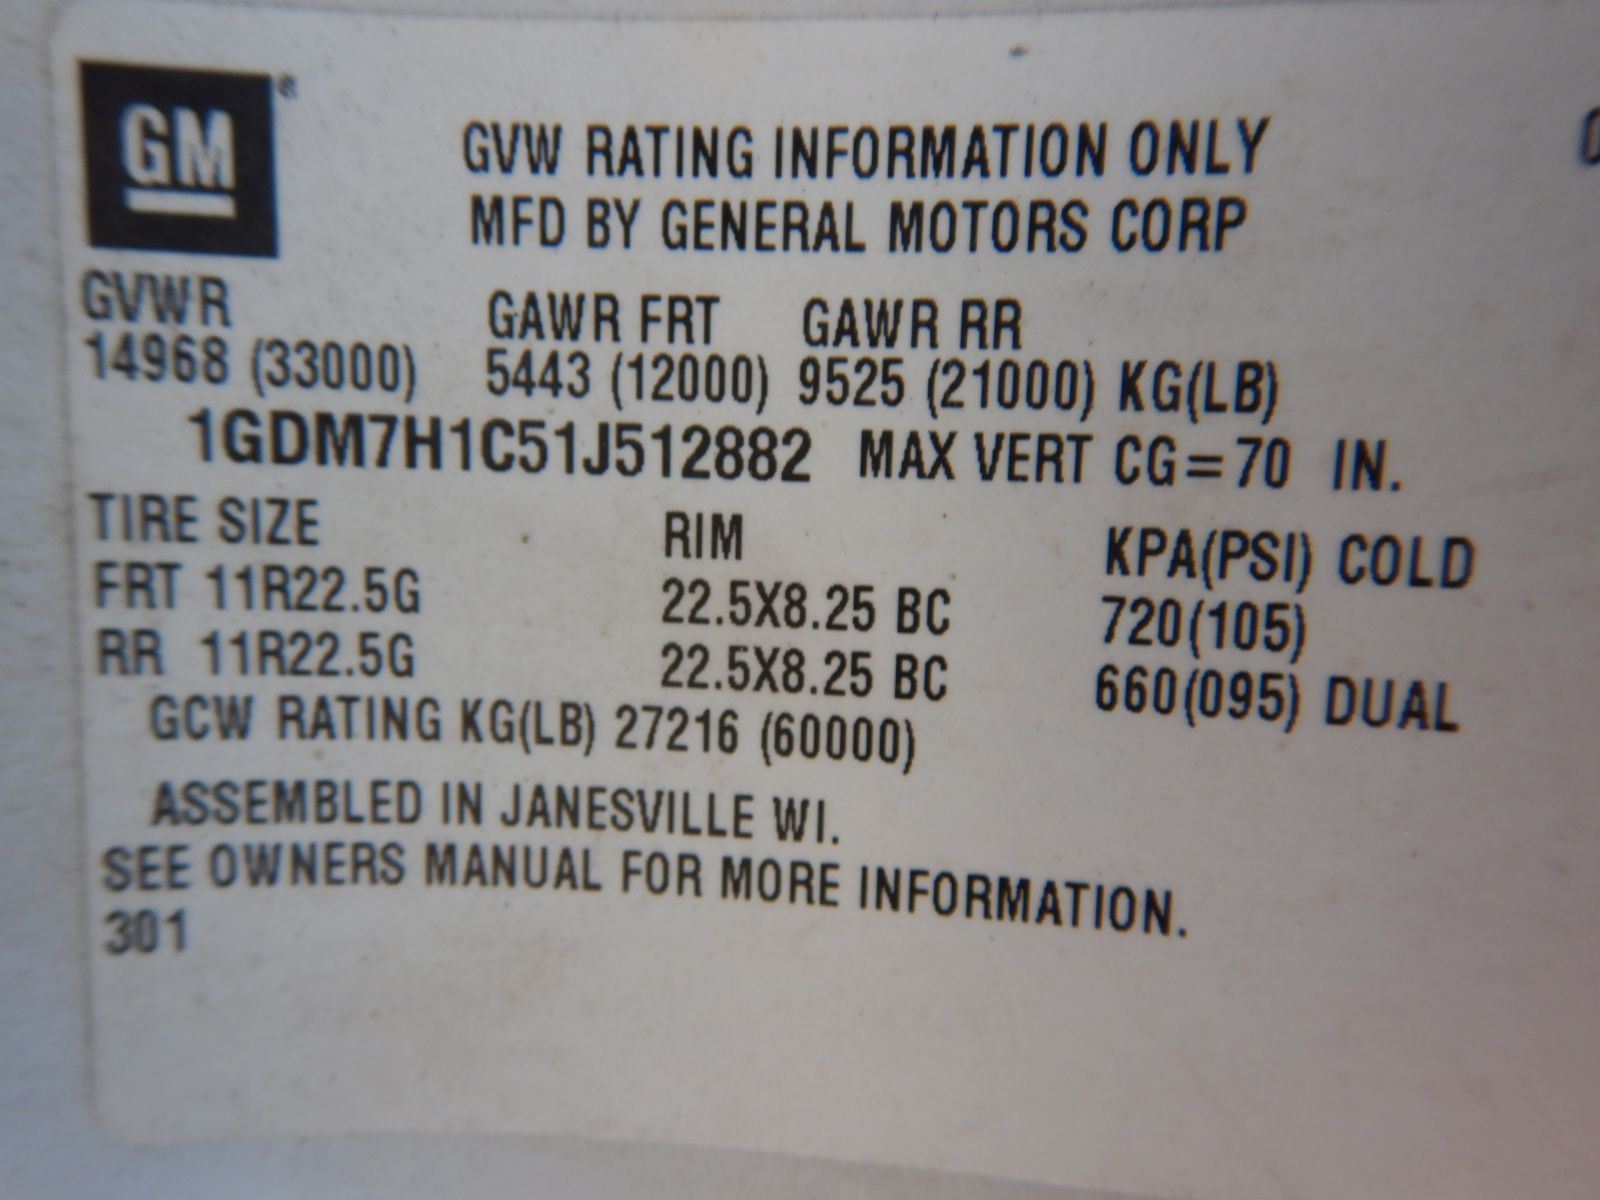 GM®
GVW RATING INFORMATION ONLY
MFD BY GENERAL MOTORS CORP
GVWR GAWR FRT GAWR RR
14968 (33000) 5443 (12000) 9525 (21000) KG(LB)
1GDM7H1C51J512882 MAX VERT CG=70 IN.
TIRE SIZE RIM KPA(PSI) COLD
FRT 11R22.5G 22.5X8.25 BC 720(105)
RR 11R22.5G 22.5X8.25 BC 660(095) DUAL
GCW RATING KG(LB) 27216 (60000)
ASSEMBLED IN JANESVILLE WI.
SEE OWNERS MANUAL FOR MORE INFORMATION.
301